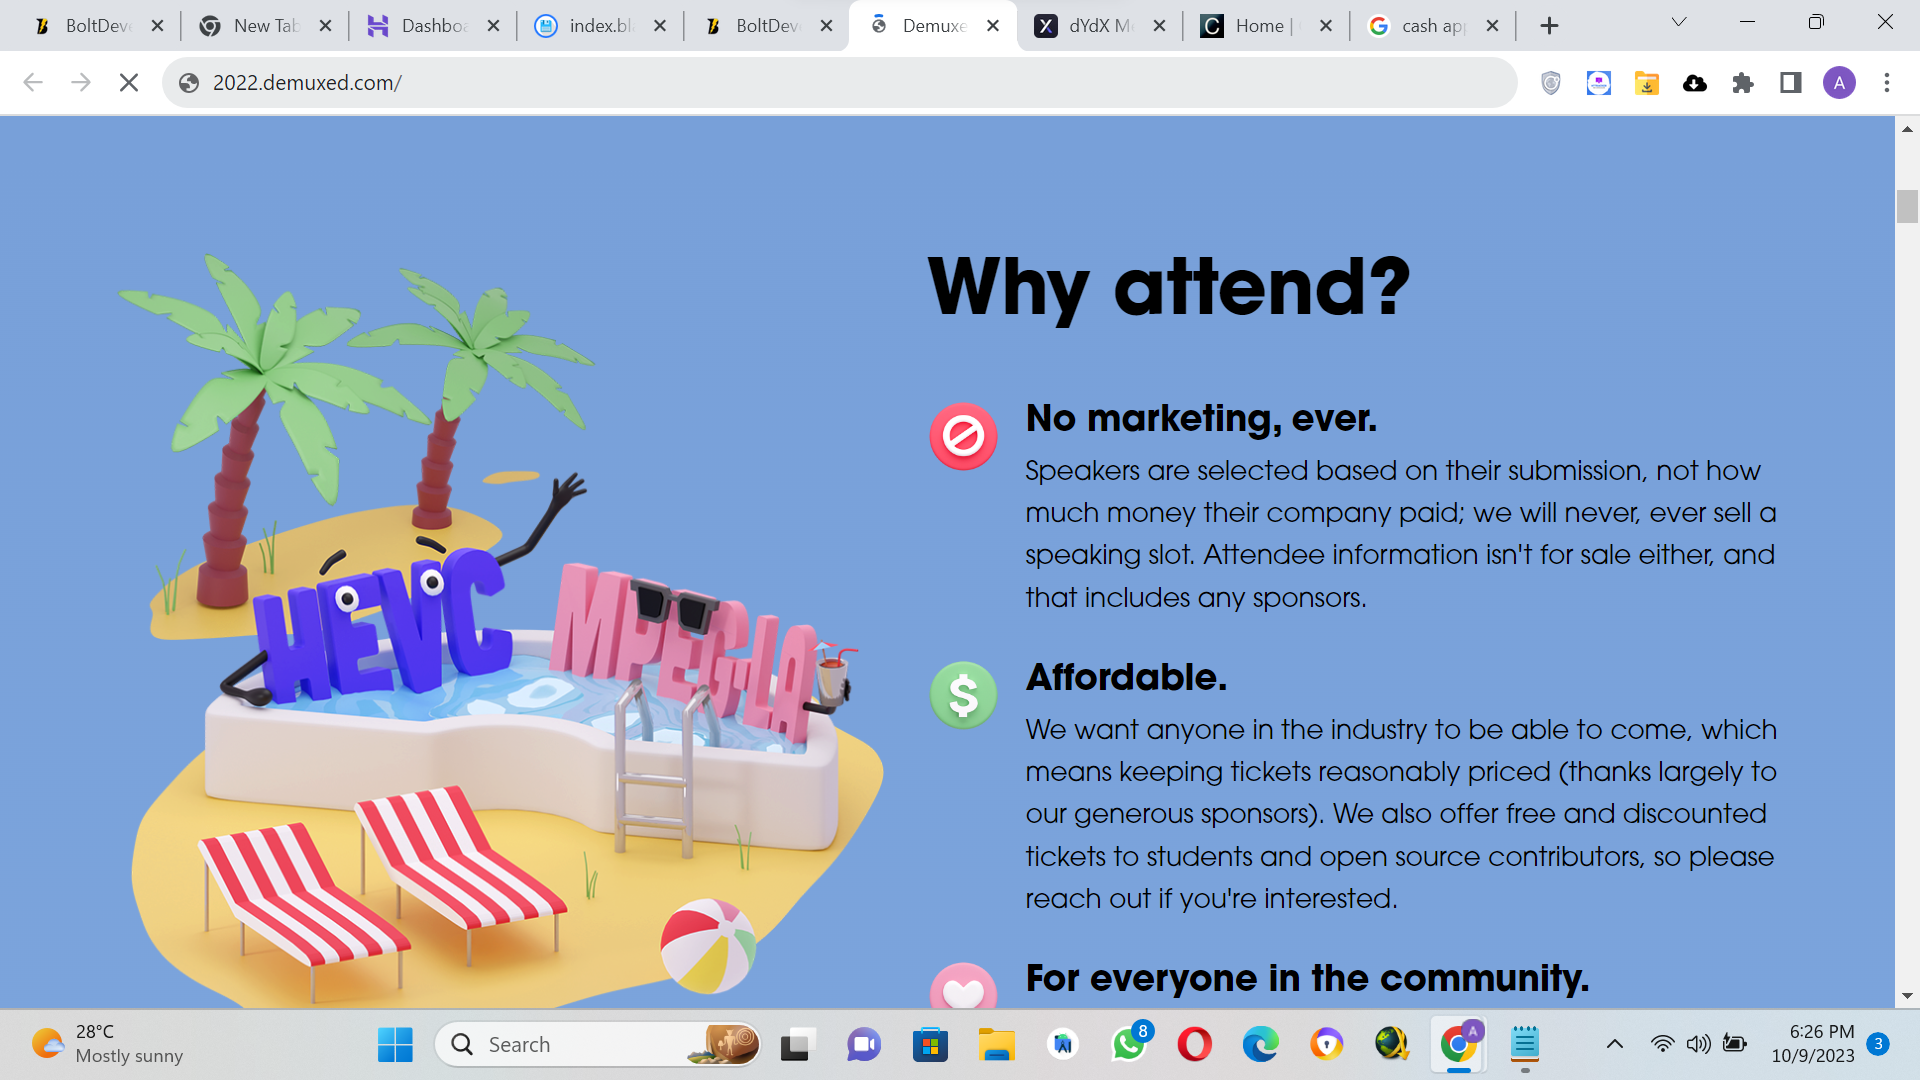 BoltDeve
New Tab
Dashboa
index.bl
BoltDeve
Demuxe
dYdX M
Home |
cash ap
2022.demuxed.com/
A
Why attend?
No marketing, ever.
Speakers are selected based on their submission, not how
much money their company paid; we will never, ever sell a
speaking slot. Attendee information isn't for sale either, and
that includes any sponsors.
Affordable.
We want anyone in the industry to be able to come, which
means keeping tickets reasonably priced (thanks largely to
our generous sponsors). We also offer free and discounted
tickets to students and open source contributors, so please
reach out if you're interested.
For everyone in the community.
HEVC
MPEG-LA
28°C
Mostly sunny
Search
8
A
6:26 PM
10/9/2023
3